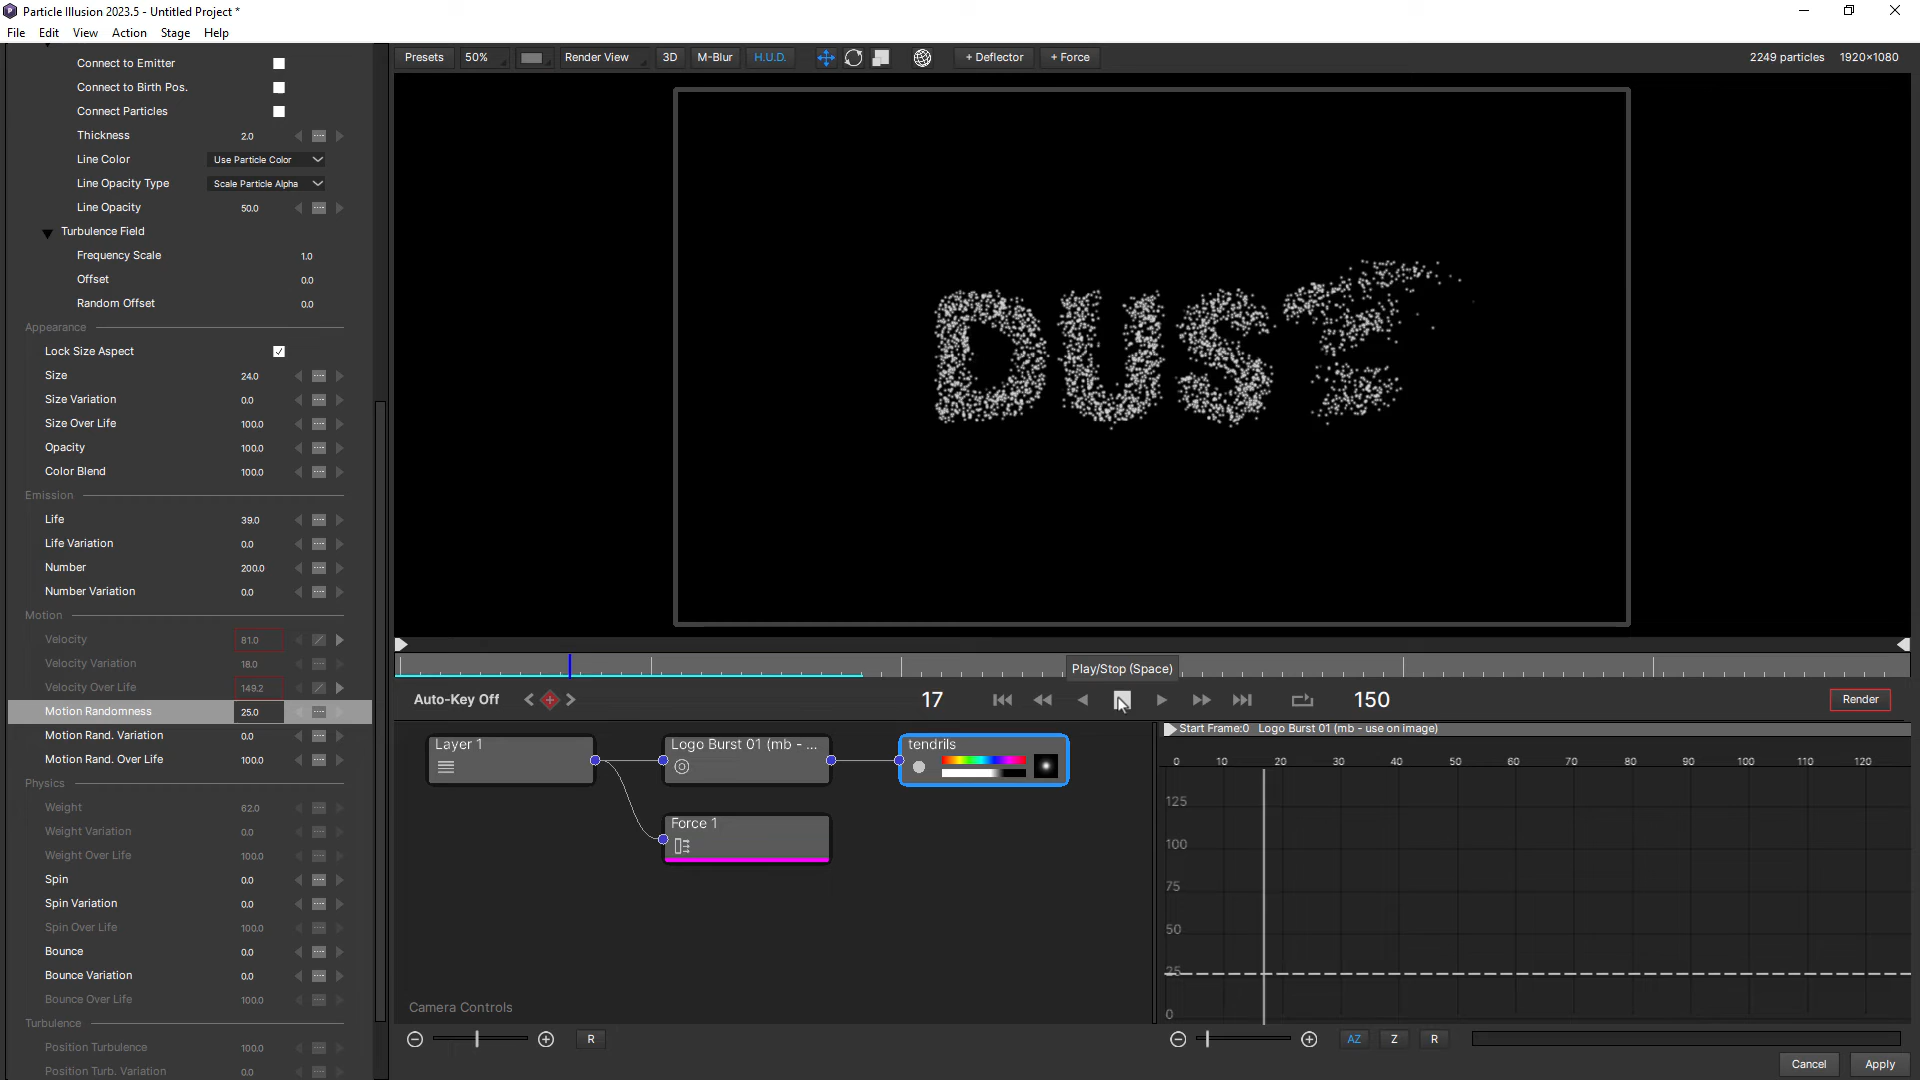 Particle Illusion 2023.5 - Untitled Project *
File Edit View Action Stage Help
Presets 50% Render View 3D M-Blur H.U.D. + Deflector + Force 2249 particles 1920×1080
Connect to Emitter
Connect to Birth Pos.
Connect Particles
Thickness 2.0
Line Color Use Particle Color
Line Opacity Type Scale Particle Alpha
Line Opacity 50.0
Turbulence Field
Frequency Scale 1.0
Offset 0.0
Random Offset 0.0
Appearance
Lock Size Aspect
Size 24.0
Size Variation 0.0
Size Over Life 100.0
Opacity 100.0
Color Blend 100.0
Emission
Life 39.0
Life Variation 0.0
Number 200.0
Number Variation 0.0
Motion
Velocity 81.0
Velocity Variation 18.0
Velocity Over Life 149.2
Motion Randomness 25.0
Motion Rand. Variation 0.0
Motion Rand. Over Life 100.0
Physics
Weight 62.0
Weight Variation 0.0
Weight Over Life 100.0
Spin 0.0
Spin Variation 0.0
Spin Over Life 100.0
Bounce 0.0
Bounce Variation 0.0
Bounce Over Life 100.0
Turbulence
Position Turbulence 100.0
Position Turb. Variation 0.0
DUST
Play/Stop (Space)
Auto-Key Off 17 150 Render
Layer 1
Logo Burst 01 (mb - ...
tendrils
Force 1
Camera Controls
R
Start Frame:0 Logo Burst 01 (mb - use on image)
0 10 20 30 40 50 60 70 80 90 100 110 120
125
100
75
50
25
0
AZ Z R
Cancel Apply